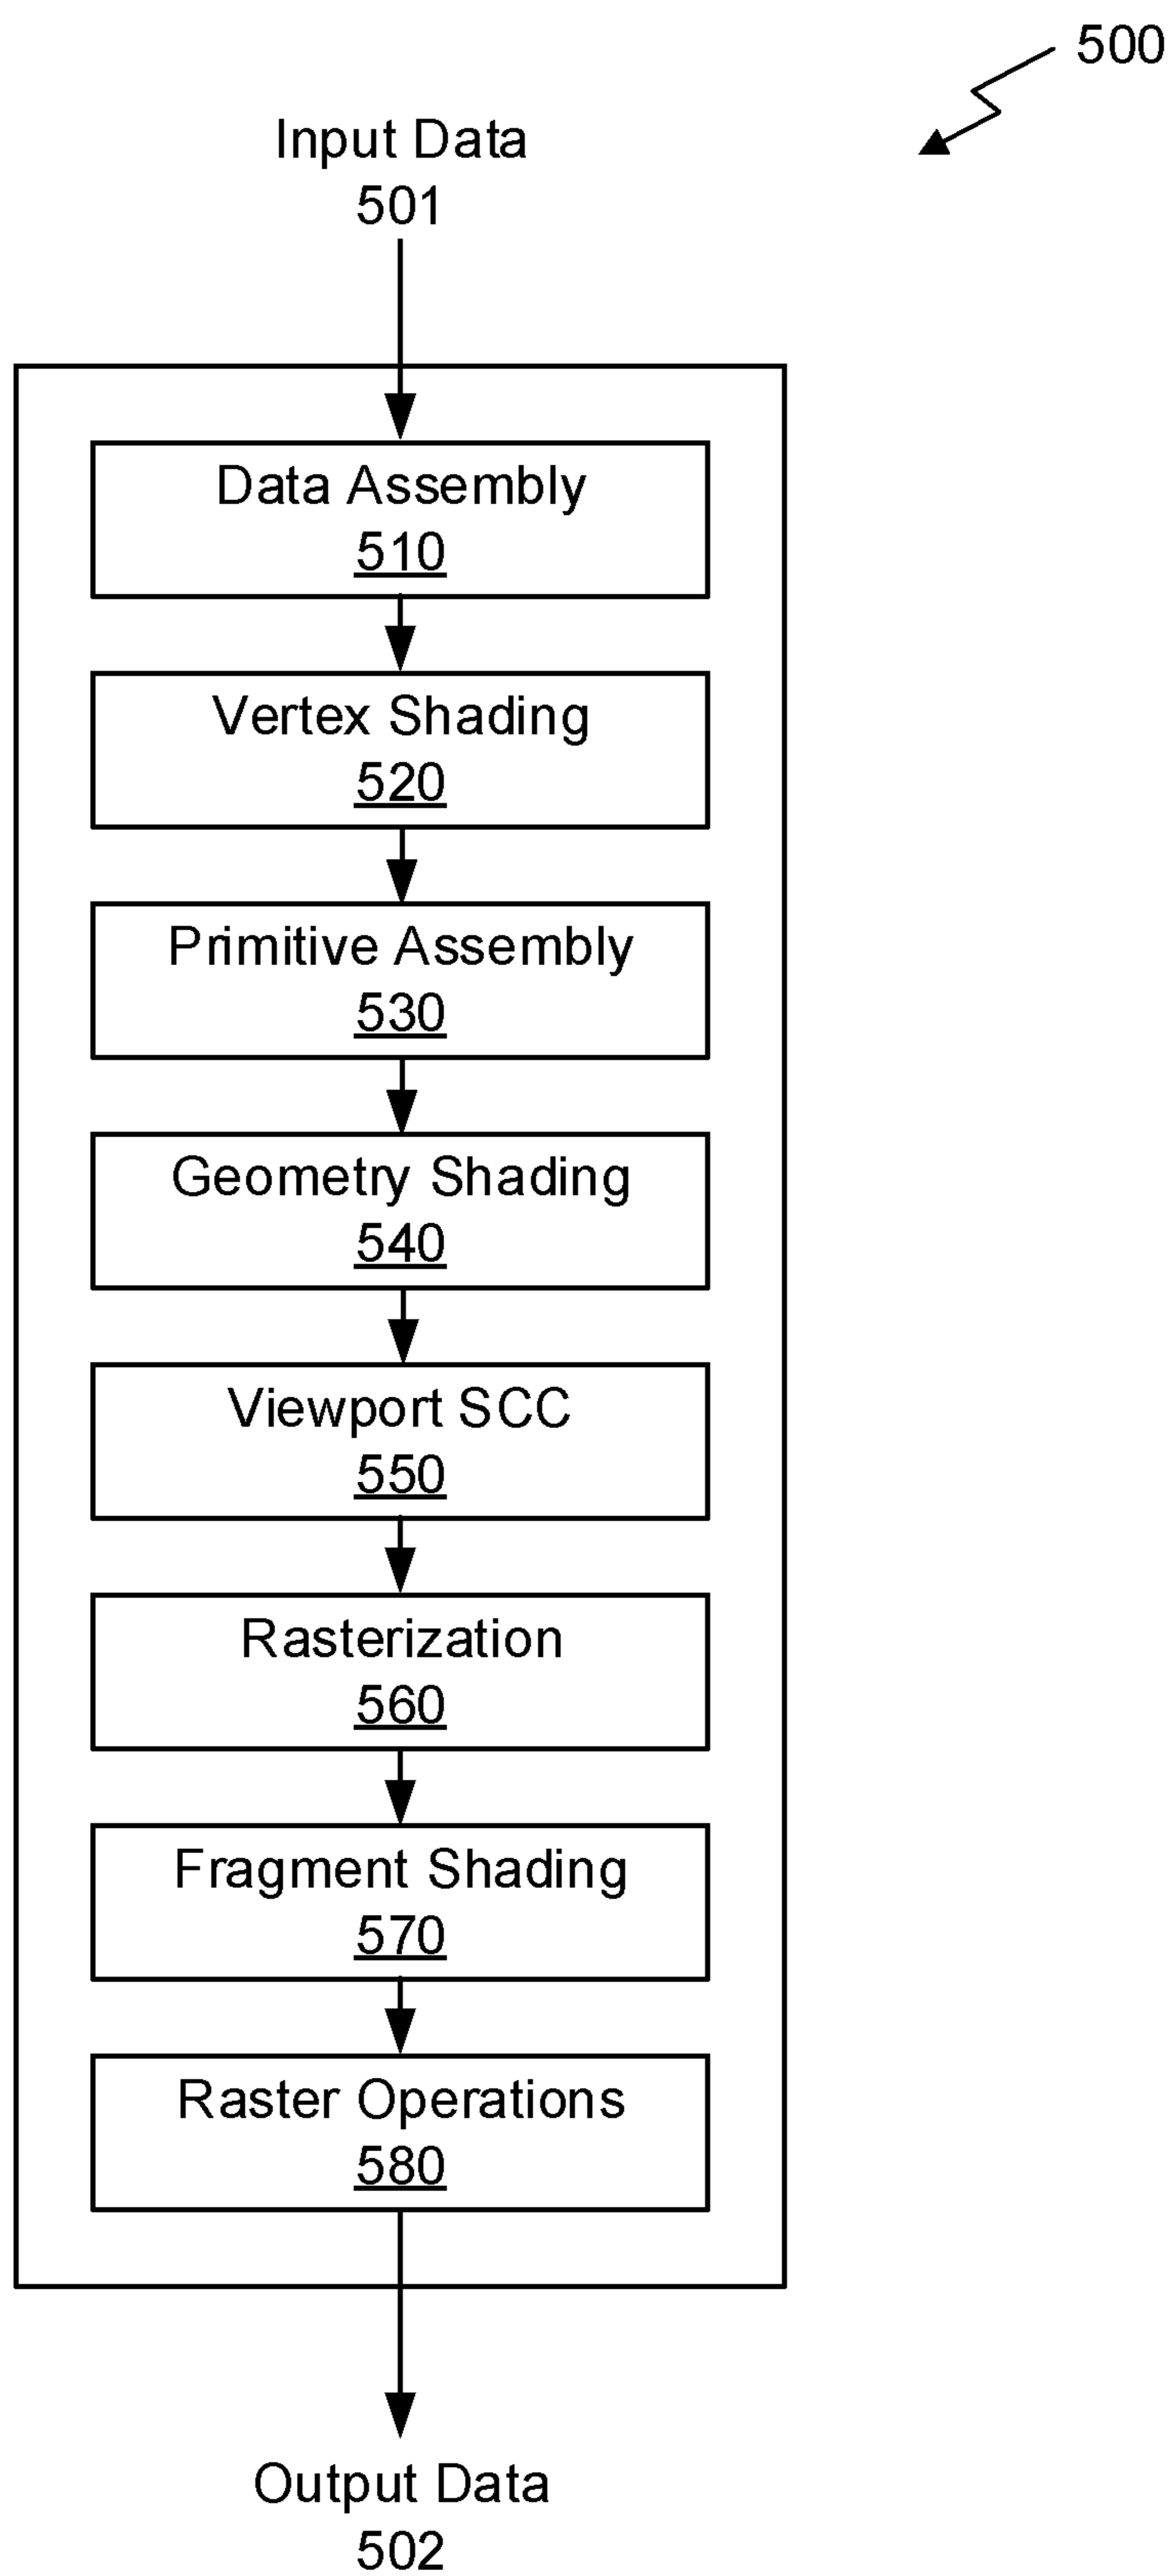 500
Input Data
501
Data Assembly
510
Vertex Shading
520
Primitive Assembly
530
Geometry Shading
540
Viewport SCC
550
Rasterization
560
Fragment Shading
570
Raster Operations
580
Output Data
502